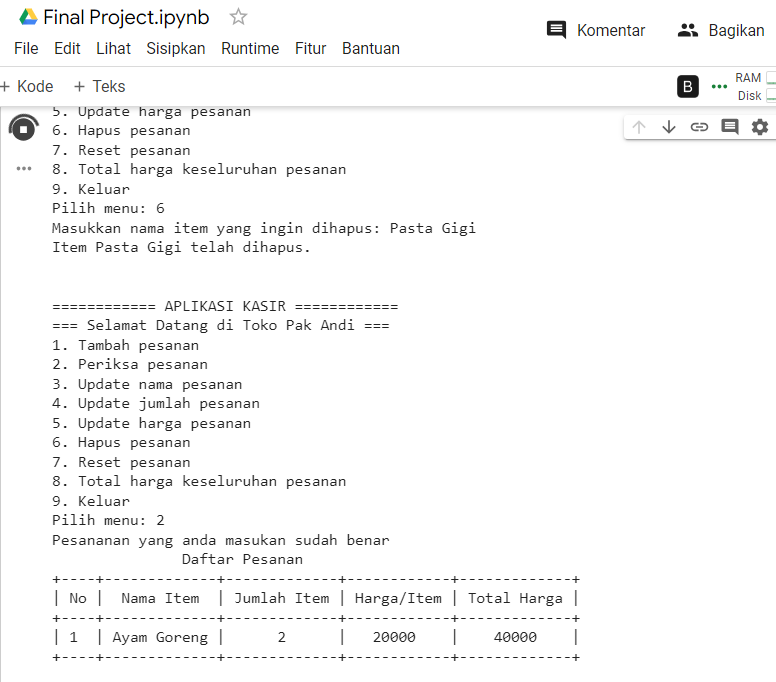 Final Project.ipynb
File Edit Lihat Sisipkan Runtime Fitur Bantuan
Komentar Bagikan
+ Kode + Teks
B RAM
Disk
5. Update harga pesanan
6. Hapus pesanan
7. Reset pesanan
8. Total harga keseluruhan pesanan
9. Keluar
Pilih menu: 6
Masukkan nama item yang ingin dihapus: Pasta Gigi
Item Pasta Gigi telah dihapus.
============ APLIKASI KASIR ============
=== Selamat Datang di Toko Pak Andi ===
1. Tambah pesanan
2. Periksa pesanan
3. Update nama pesanan
4. Update jumlah pesanan
5. Update harga pesanan
6. Hapus pesanan
7. Reset pesanan
8. Total harga keseluruhan pesanan
9. Keluar
Pilih menu: 2
Pesananan yang anda masukan sudah benar
Daftar Pesanan
+----+-------------+-------------+------------+-------------+
| No | Nama Item | Jumlah Item | Harga/Item | Total Harga |
+----+-------------+-------------+------------+-------------+
| 1 | Ayam Goreng | 2 | 20000 | 40000 |
+----+-------------+-------------+------------+-------------+